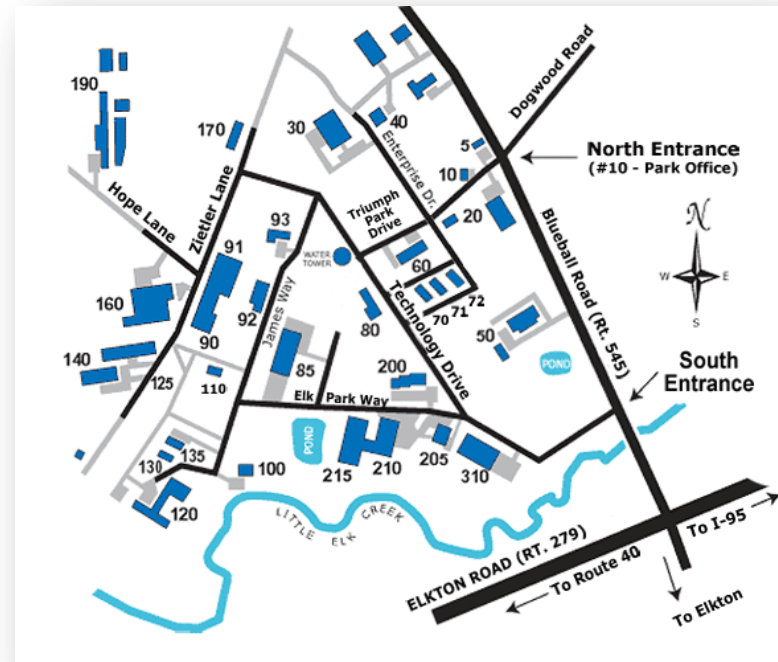 190
170
30
40
5
10
20
Dogwood Road
North Entrance
(#10 - Park Office)
N
W
E
S
Hope Lane
Zietler Lane
Enterprise Dr.
Triumph
Park
Drive
93
91
WATER
TOWER
60
Blueball Road (Rt. 545)
160
92
90
James Way
80
Technology Drive
70
71
72
50
POND
South
Entrance
140
125
110
85
200
Elk Park Way
POND
130
135
100
215
210
205
310
120
LITTLE ELK CREEK
ELKTON ROAD (RT. 279)
To Route 40
To I-95
To Elkton